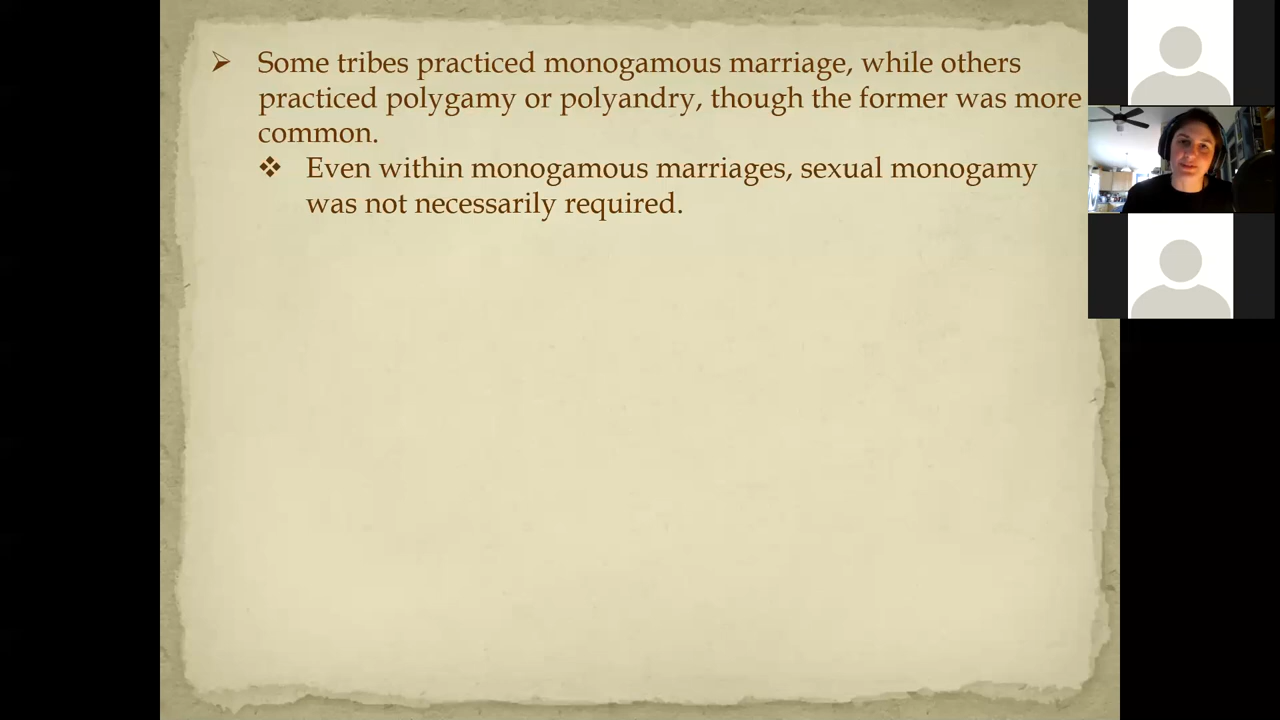 Some tribes practiced monogamous marriage, while others
practiced polygamy or polyandry, though the former was more
common.
Even within monogamous marriages, sexual monogamy
was not necessarily required.